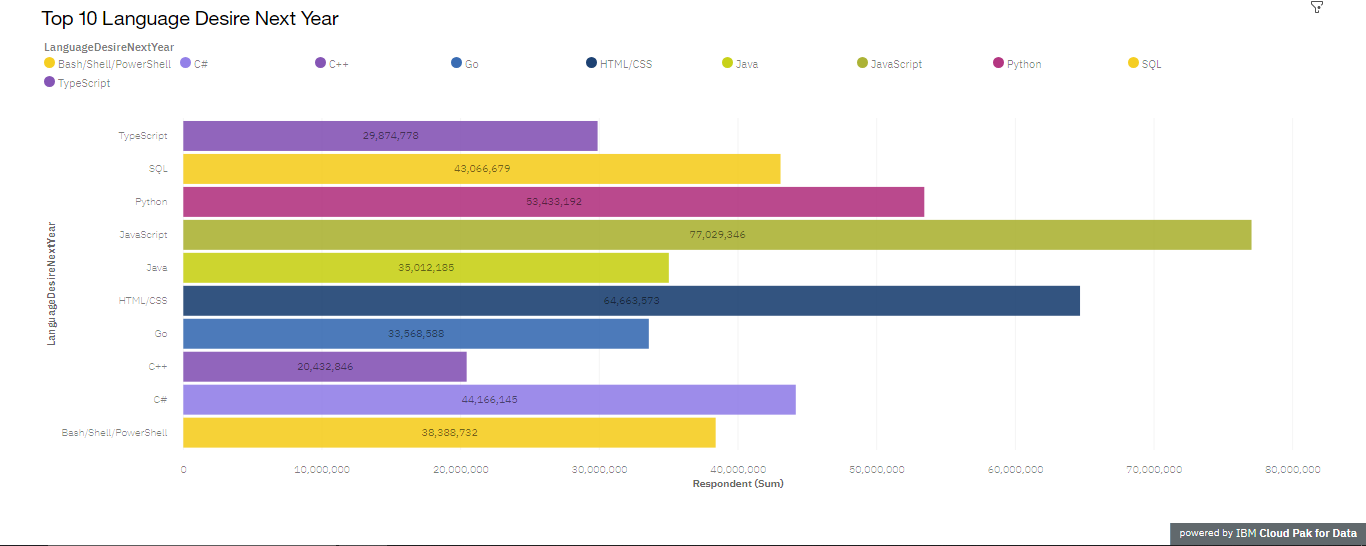 Top 10 Language Desire Next Year
LanguageDesireNextYear
Bash/Shell/PowerShell C# C++ Go HTML/CSS Java JavaScript Python SQL
TypeScript
LanguageDesireNextYear
TypeScript 29,874,778
SQL 43,066,679
Python 53,433,192
JavaScript 77,029,346
Java 35,012,185
HTML/CSS 64,663,573
Go 33,568,588
C++ 20,432,846
C# 44,166,145
Bash/Shell/PowerShell 38,388,732
0 10,000,000 20,000,000 30,000,000 40,000,000 50,000,000 60,000,000 70,000,000 80,000,000
Respondent (Sum)
powered by IBM Cloud Pak for Data